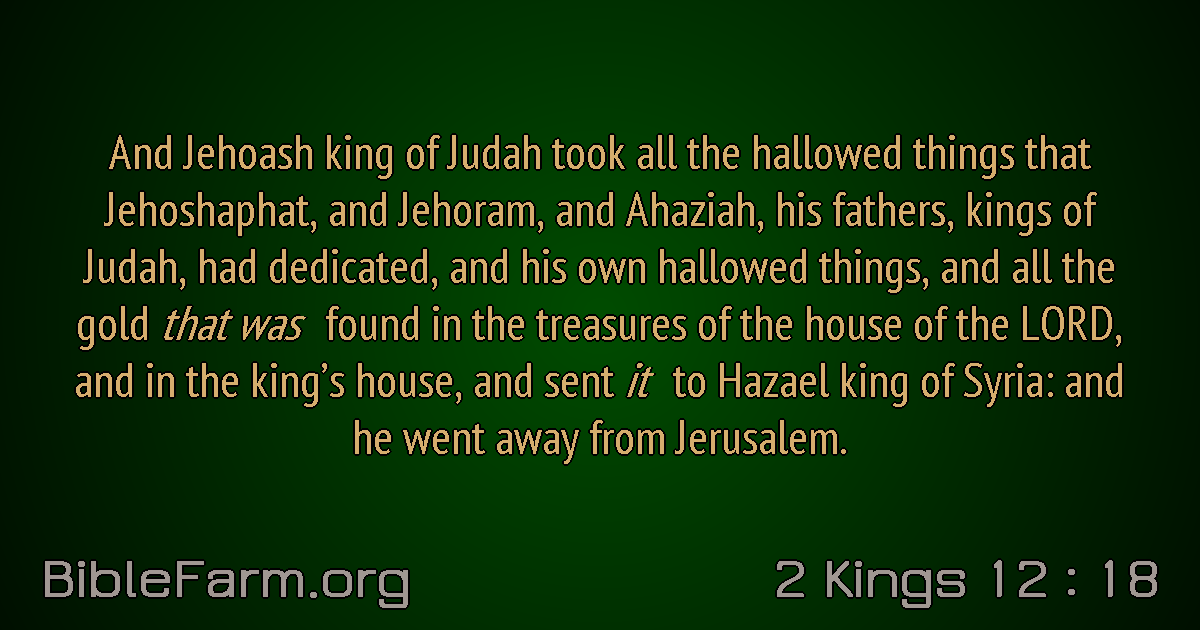 And Jehoash king of Judah took all the hallowed things that
Jehoshaphat, and Jehoram, and Ahaziah, his fathers, kings of
Judah, had dedicated, and his own hallowed things, and all the
gold that was found in the treasures of the house of the LORD,
and in the king’s house, and sent it to Hazael king of Syria: and
he went away from Jerusalem.
BibleFarm.org
2 Kings 12 : 18